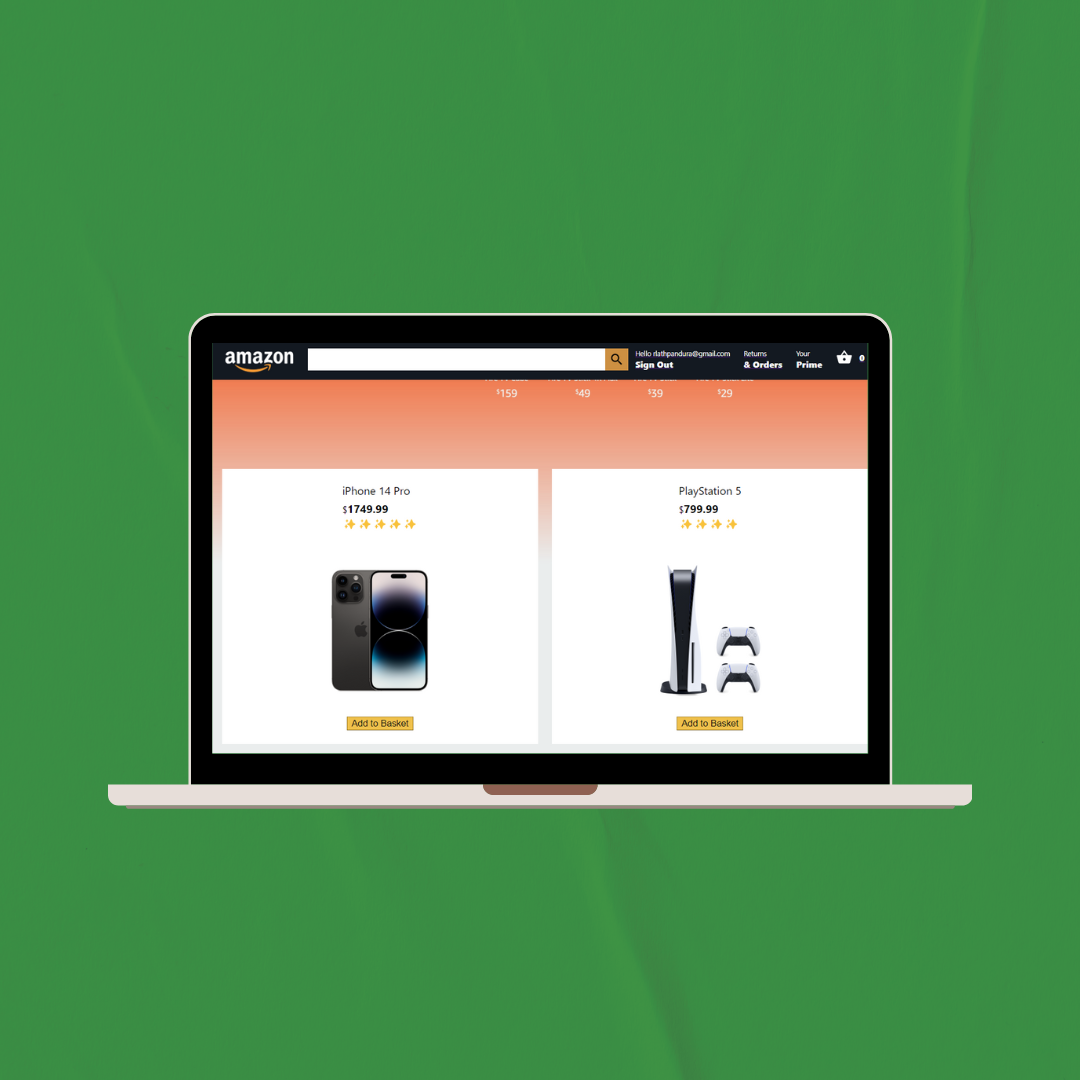 amazon
Hello rlathpandura@gmail.com
Sign Out
Returns
& Orders
Your
Prime
0
$159
$49
$39
$29
iPhone 14 Pro
$1749.99
Add to Basket
PlayStation 5
$799.99
Add to Basket